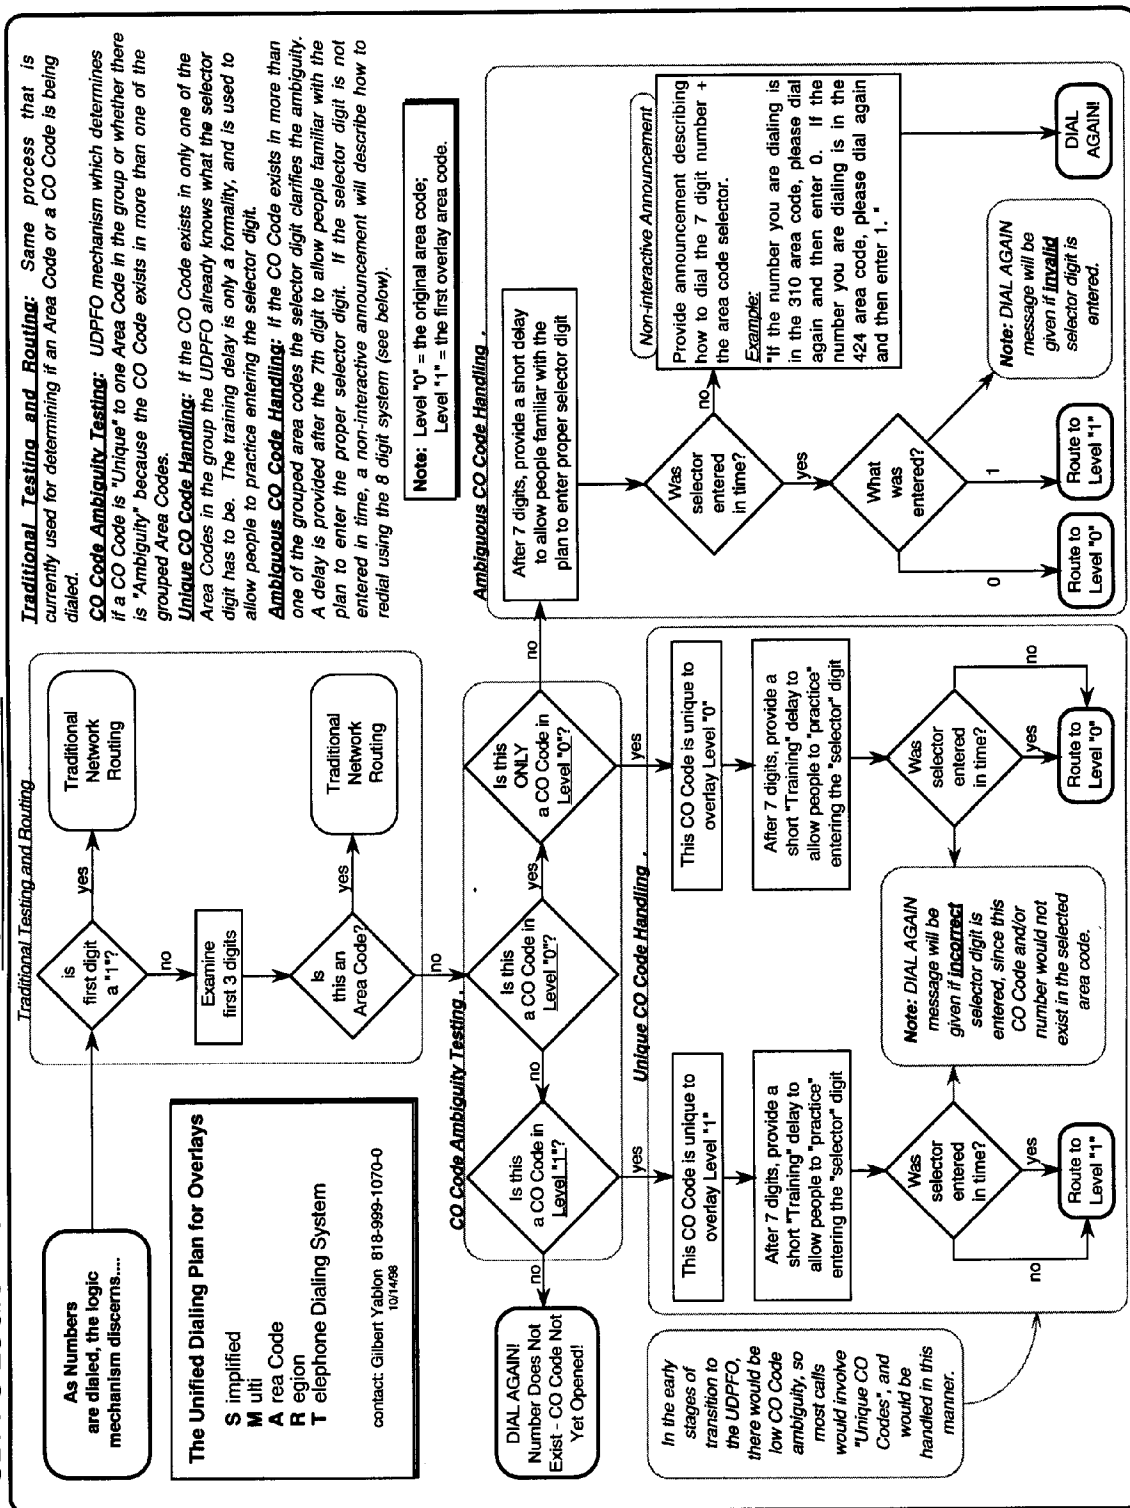 As Numbers
are dialed, the logic
mechanism discerns....
The Unified Dialing Plan for Overlays
S implified
M ulti
A rea Code
R egion
T elephone Dialing System
contact: Gilbert Yablon 818-999-1070-0
10/14/98
Traditional Testing and Routing
is
first digit
a "1"?
yes
Traditional
Network
Routing
no
Examine
first 3 digits
Is
this an
Area Code?
yes
Traditional
Network
Routing
no
Traditional Testing and Routing: Same process that is
currently used for determining if an Area Code or a CO Code is being
dialed.
CO Code Ambiguity Testing: UDPFO mechanism which determines
if a CO Code is "Unique" to one Area Code in the group or whether there
is "Ambiguity" because the CO Code exists in more than one of the
grouped Area Codes.
Unique CO Code Handling: If the CO Code exists in only one of the
Area Codes in the group the UDPFO already knows what the selector
digit has to be. The training delay is only a formality, and is used to
allow people to practice entering the selector digit.
Ambiguous CO Code Handling: If the CO Code exists in more than
one of the grouped area codes the selector digit clarifies the ambiguity.
A delay is provided after the 7th digit to allow people familiar with the
plan to enter the proper selector digit. If the selector digit is not
entered in time, a non-interactive announcement will describe how to
redial using the 8 digit system (see below).
Note: Level "0" = the original area code;
Level "1" = the first overlay area code.
CO Code Ambiguity Testing .
Is this
a CO Code in
Level "1"?
no
Is this
a CO Code in
Level "0"?
yes
Is this
ONLY
a CO Code in
Level "0"?
no
no
DIAL AGAIN!
Number Does Not
Exist - CO Code Not
Yet Opened!
yes
yes
Unique CO Code Handling .
This CO Code is unique to
overlay Level "1"
After 7 digits, provide a
short "Training" delay to
allow people to "practice"
entering the "selector" digit
Was
selector
entered
in time?
no
yes
Route to
Level "1"
Note: DIAL AGAIN
message will be
given if incorrect
selector digit is
entered, since this
CO Code and/or
number would not
exist in the selected
area code.
This CO Code is unique to
overlay Level "0"
After 7 digits, provide a
short "Training" delay to
allow people to "practice"
entering the "selector" digit
Was
selector
entered
in time?
yes
no
Route to
Level "0"
In the early
stages of
transition to
the UDPFO,
there would be
low CO Code
ambiguity, so
most calls
would involve
"Unique CO
Codes", and
would be
handled in this
manner.
Ambiguous CO Code Handling .
After 7 digits, provide a short delay
to allow people familiar with the
plan to enter proper selector digit
Was
selector
entered
in time?
no
Non-interactive Announcement
Provide announcement describing
how to dial the 7 digit number +
the area code selector.
Example:
"If the number you are dialing is
in the 310 area code, please dial
again and then enter 0. If the
number you are dialing is in the
424 area code, please dial again
and then enter 1. "
yes
What
was
entered?
0
1
Route to
Level "0"
Route to
Level "1"
Note: DIAL AGAIN
message will be
given if invalid
selector digit is
entered.
DIAL
AGAIN!